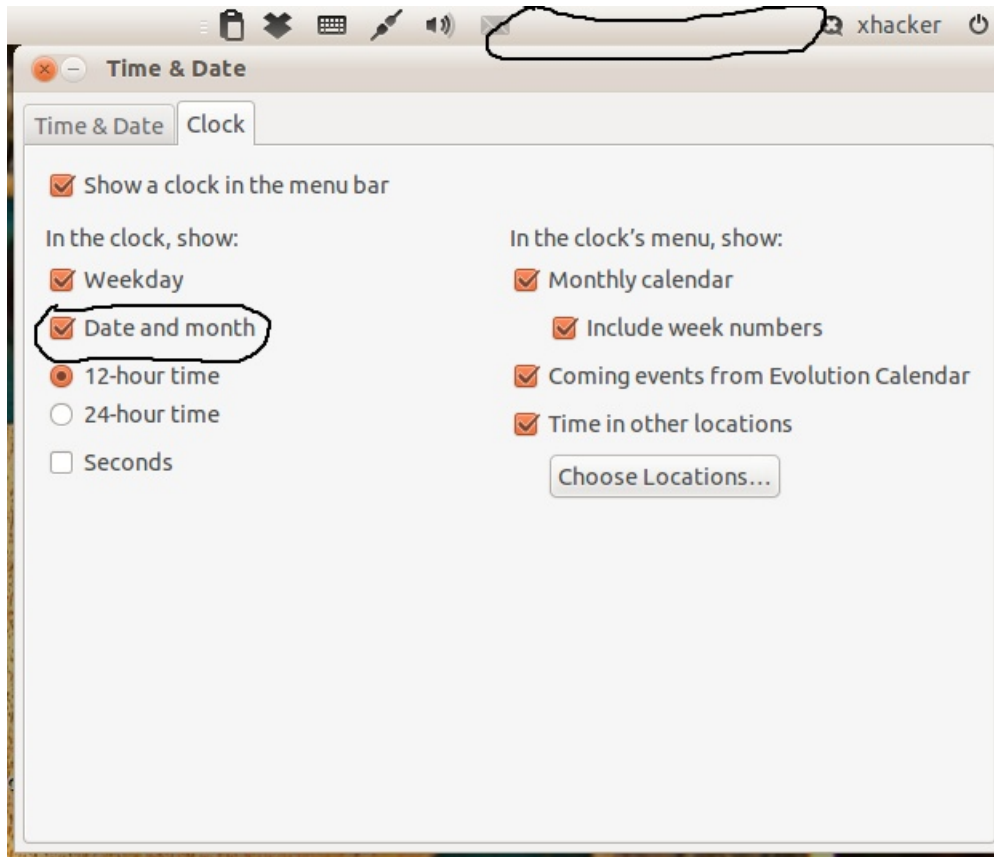 xhacker
Time & Date
Time & Date Clock
Show a clock in the menu bar
In the clock, show:
Weekday
Date and month
12-hour time
24-hour time
Seconds
In the clock’s menu, show:
Monthly calendar
Include week numbers
Coming events from Evolution Calendar
Time in other locations
Choose Locations…